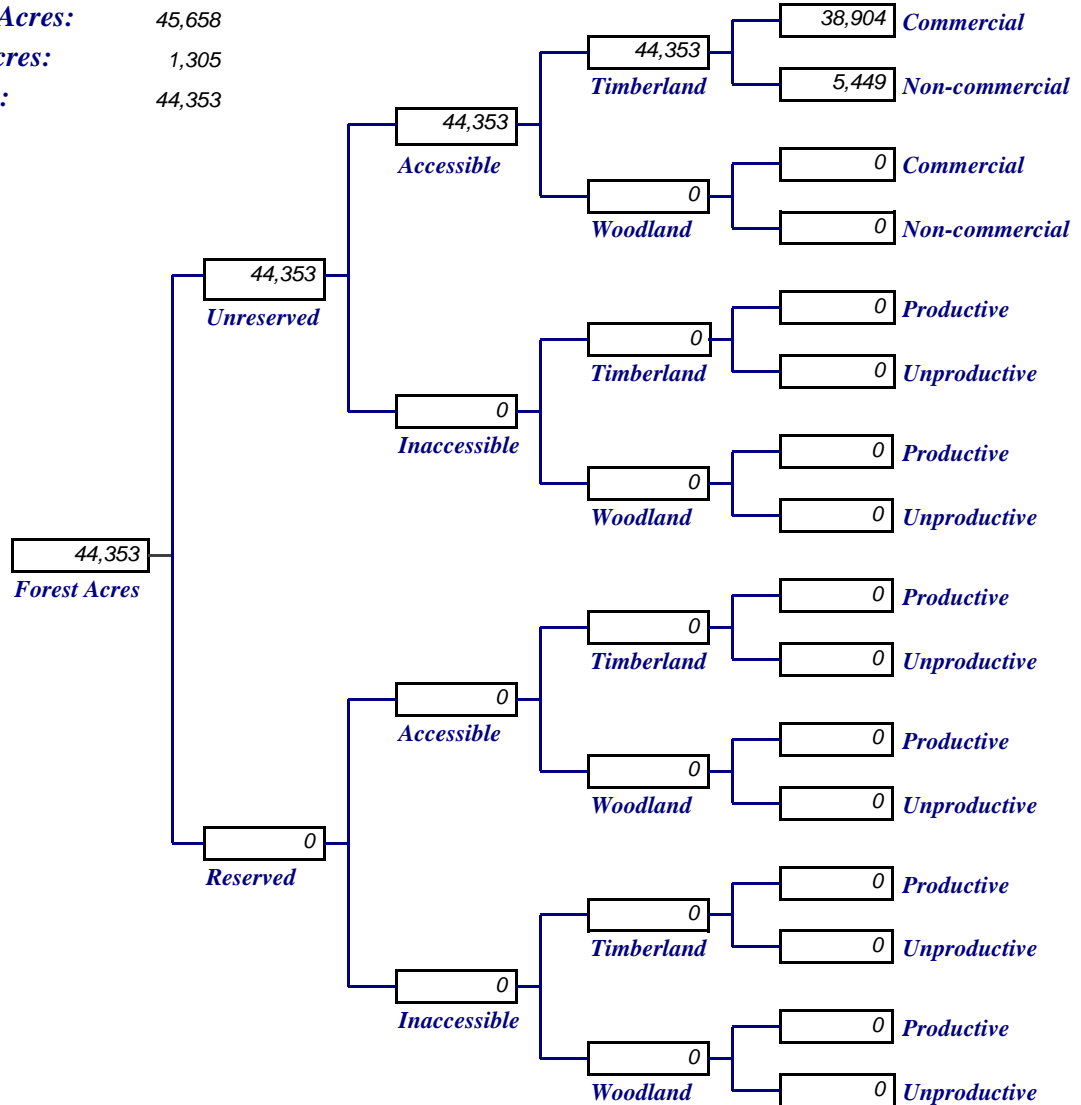 Acres: 45,658
cres: 1,305
: 44,353
38,904 Commercial
44,353
Timberland
5,449 Non-commercial
44,353
Accessible
0 Commercial
0
Woodland
0 Non-commercial
44,353
Unreserved
0 Productive
0
Timberland
0 Unproductive
0
Inaccessible
0 Productive
0
Woodland
0 Unproductive
44,353
Forest Acres
0 Productive
0
Timberland
0 Unproductive
0
Accessible
0 Productive
0
Woodland
0 Unproductive
0
Reserved
0 Productive
0
Timberland
0 Unproductive
0
Inaccessible
0 Productive
0
Woodland
0 Unproductive